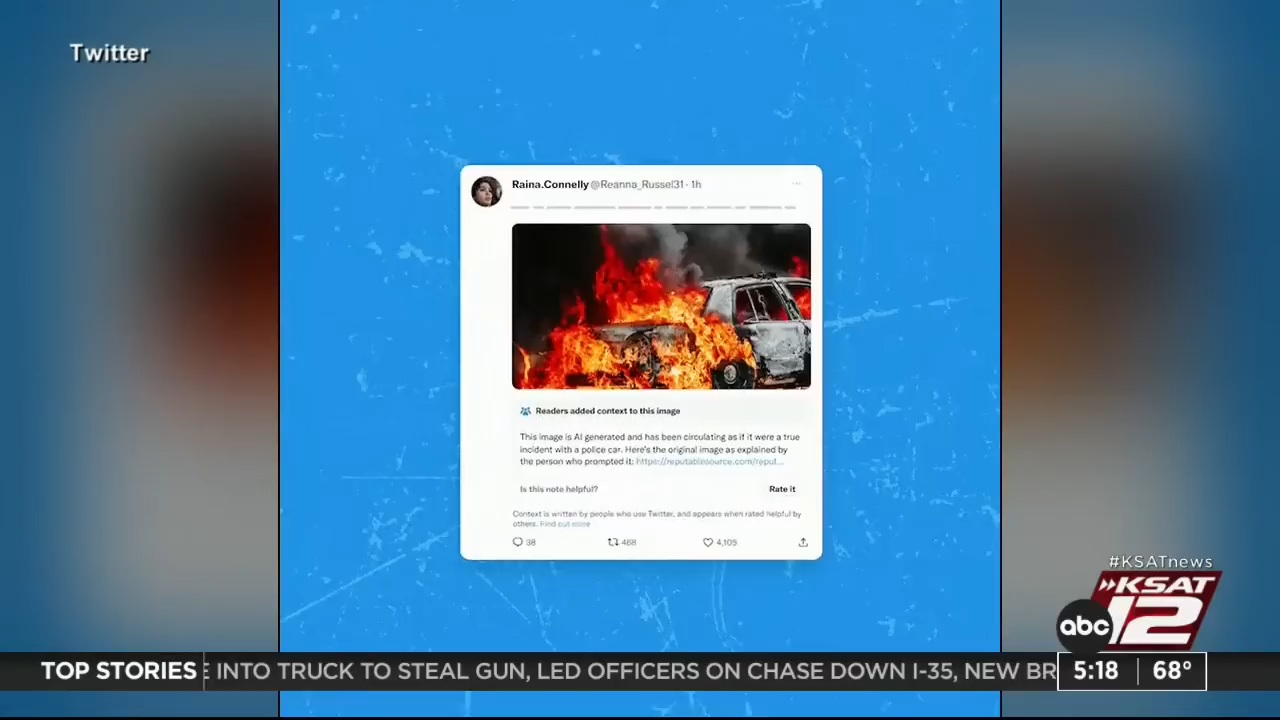 Twitter
Raina.Connelly @Reanna_Russel31 · 1h
Readers added context to this image
This image is AI generated and has been circulating as if it were a true
incident with a police car. Here's the original image as explained by
the person who prompted it: https://reputablesource.com/reput...
Is this note helpful? Rate it
Context is written by people who use Twitter, and appears when rated helpful by
others. Find out more
38 468 4,105
#KSATnews
KSAT
abc 12
TOP STORIES E INTO TRUCK TO STEAL GUN, LED OFFICERS ON CHASE DOWN I-35, NEW BR 5:18 68°